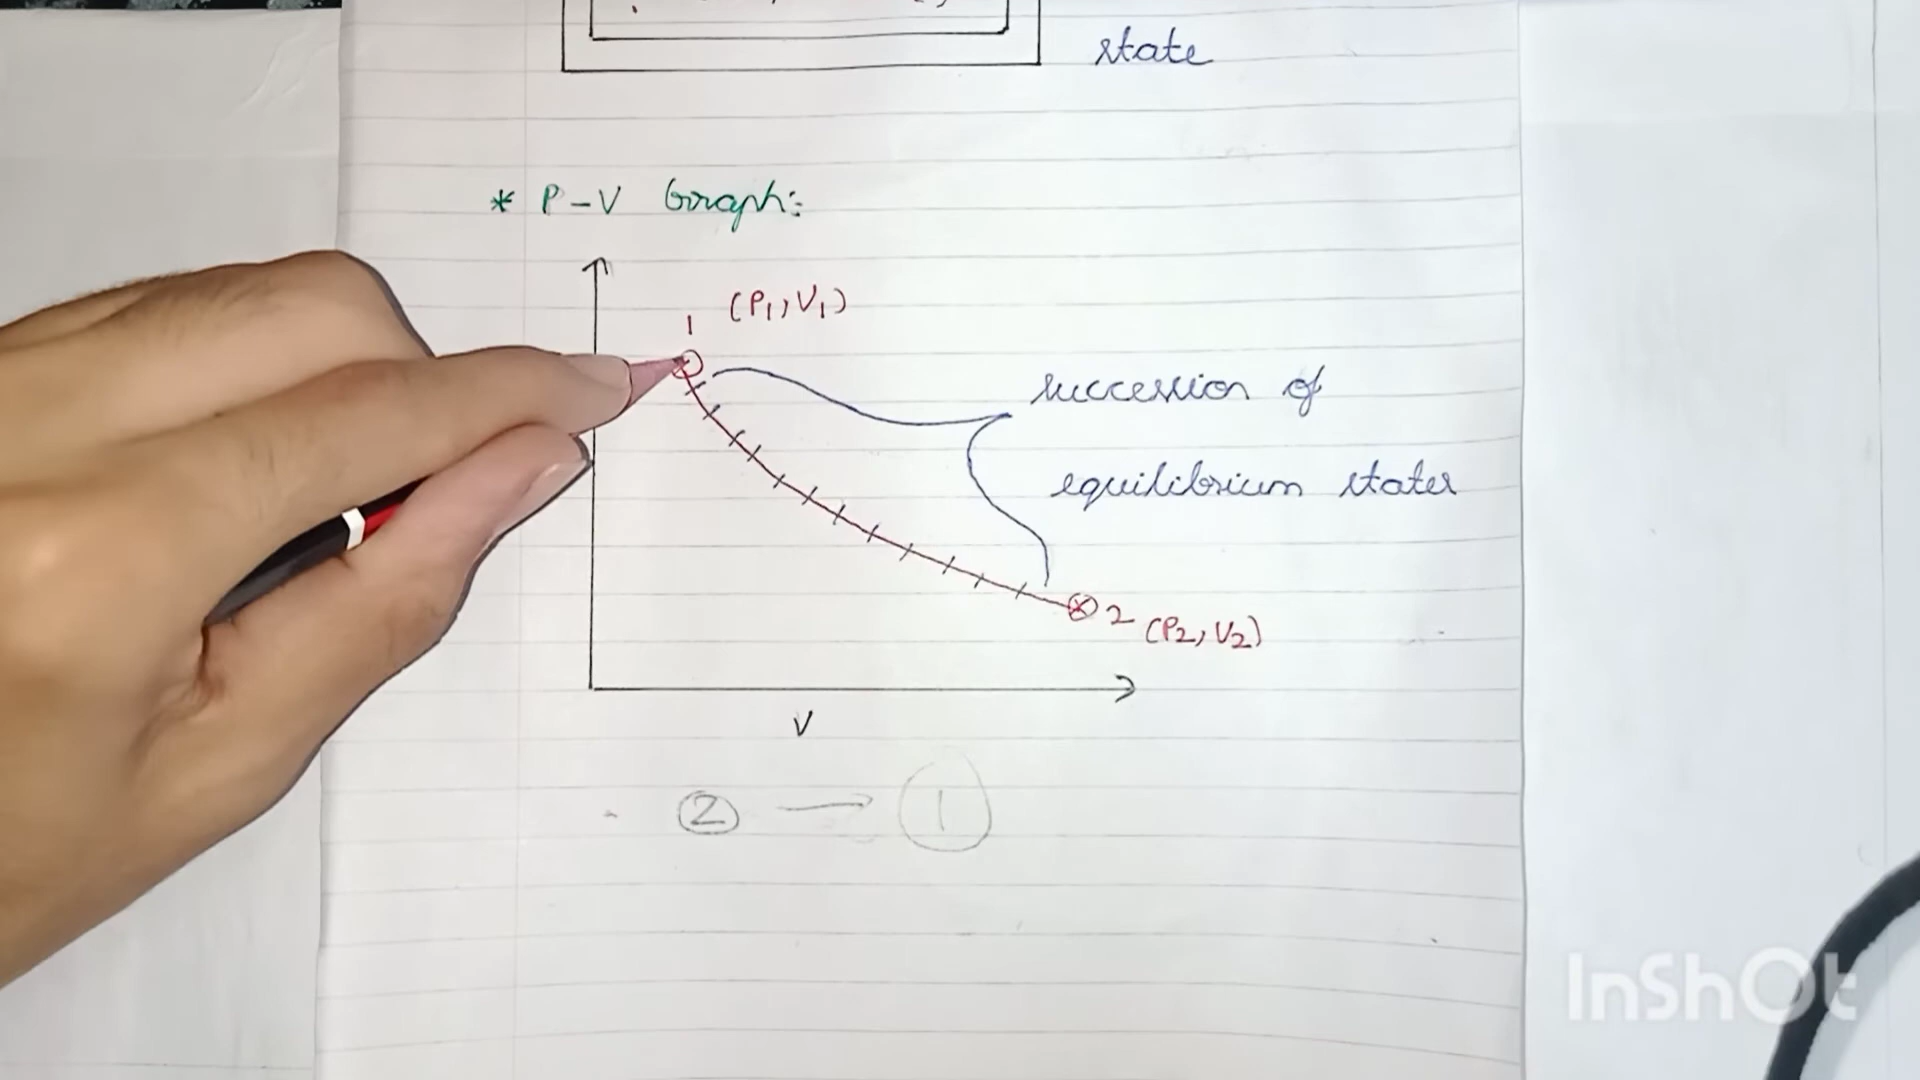 state
* P-V Graph:
1 (P1, V1)
succession of
equilibrium states
2 (P2, V2)
V
2 → 1
InShOt